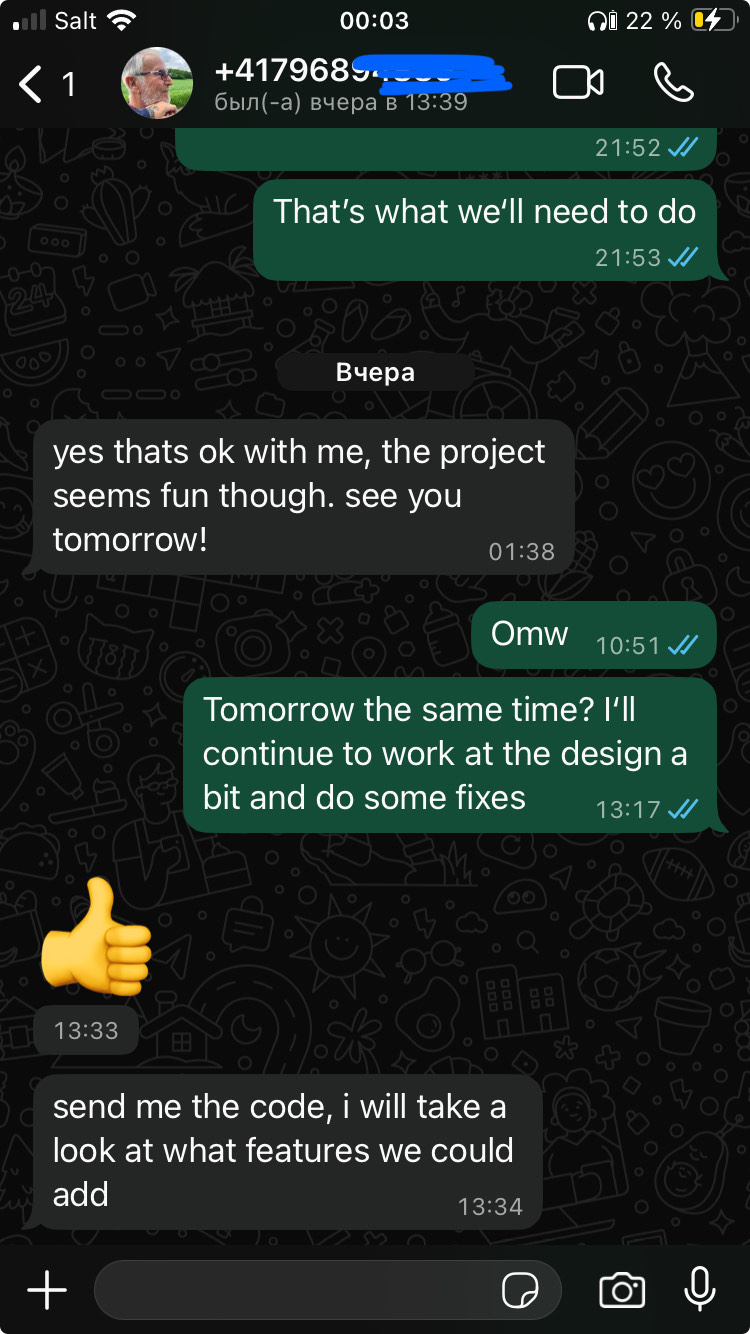 Salt 00:03 22 %
1
был(-а) вчера в 13:39
21:52
That's what we'll need to do
21:53
Вчера
yes thats ok with me, the project
seems fun though. see you
tomorrow!
01:38
Omw 10:51
Tomorrow the same time? I'll
continue to work at the design a
bit and do some fixes
13:17
13:33
send me the code, i will take a
look at what features we could
add
13:34